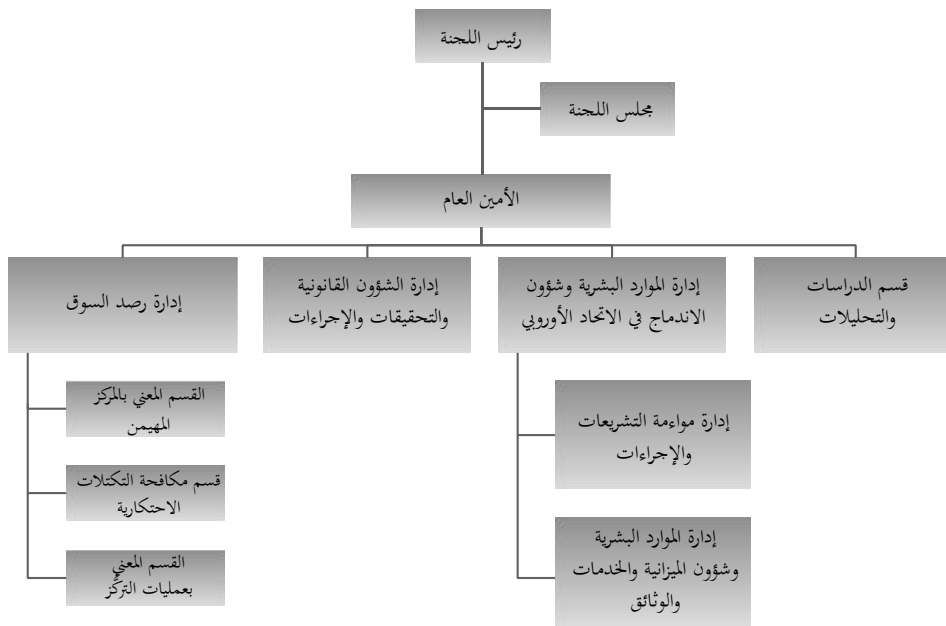 رئيس اللجنة
مجلس اللجنة
الأمين العام
قسم الدراسات
والتحليلات
إدارة الموارد البشرية وشؤون
الاندماج في الاتحاد الأوروبي
إدارة الشؤون القانونية
والتحقيقات والإجراءات
إدارة رصد السوق
إدارة مواءمة التشريعات
والإجراءات
إدارة الموارد البشرية
وشؤون الميزانية والخدمات
والوثائق
القسم المعني بالمركز
المهيمن
قسم مكافحة التكتلات
الاحتكارية
القسم المعني
بعمليات التركُّز